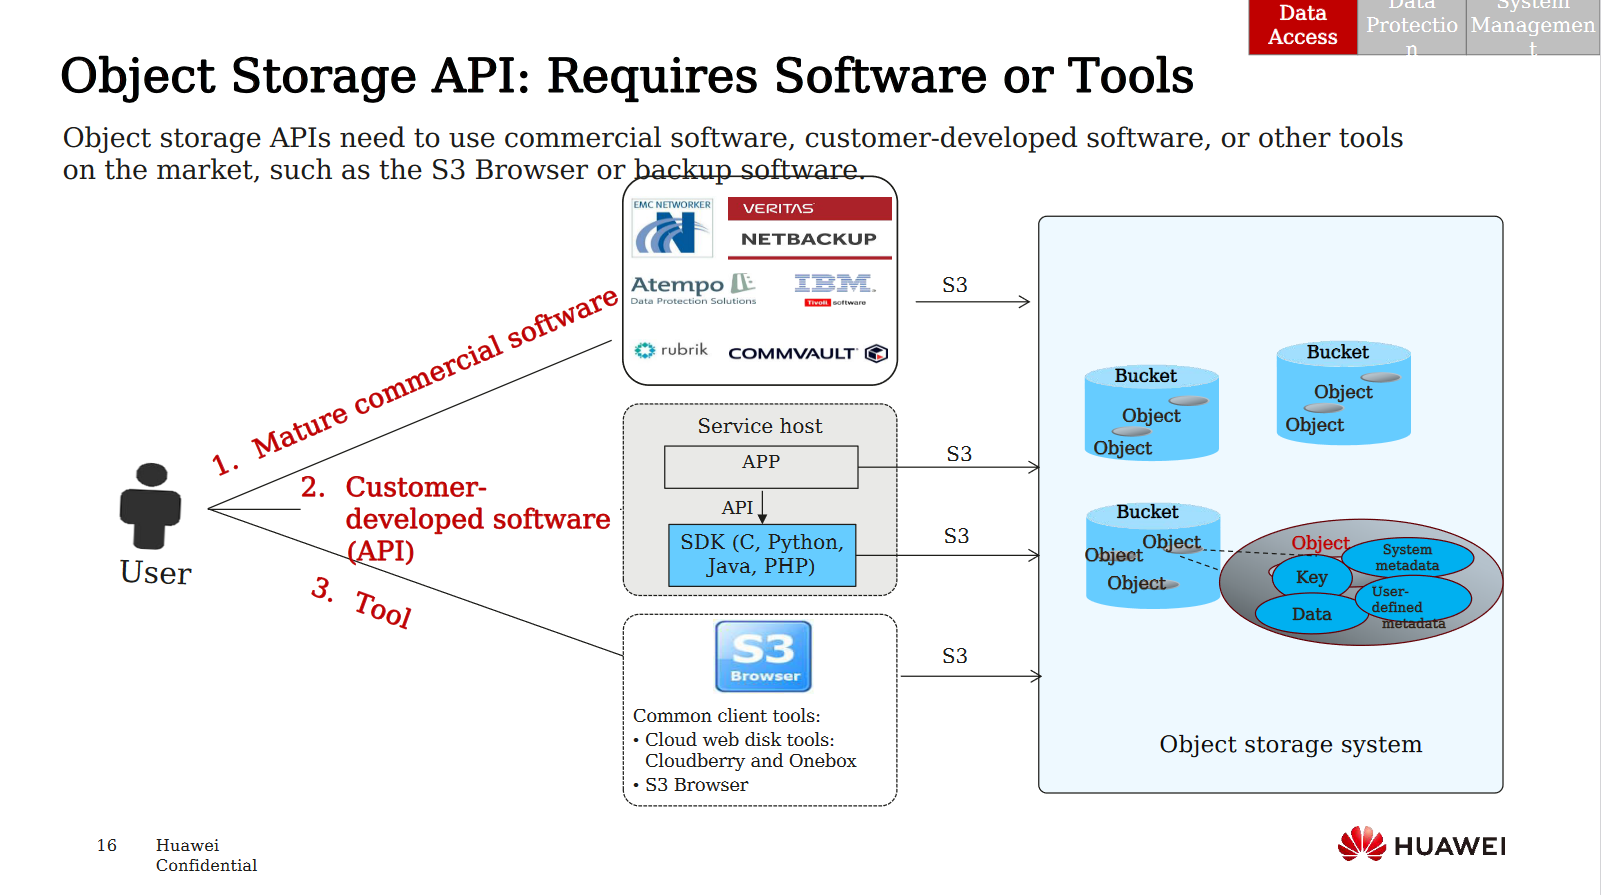 Data
Access
Data
Protectio
n
System
Managemen
t
Object Storage API: Requires Software or Tools
Object storage APIs need to use commercial software, customer-developed software, or other tools
on the market, such as the S3 Browser or backup software.
EMC NETWORKER
N
VERITAS
NETBACKUP
Atempo
Data Protection Solutions
IBM
Tivoli software
rubrik
COMMVAULT
S3
1. Mature commercial software
2. Customer-
developed software
(API)
3. Tool
User
Service host
APP
API
SDK (C, Python,
Java, PHP)
S3
S3
S3
Browser
Common client tools:
• Cloud web disk tools:
Cloudberry and Onebox
• S3 Browser
S3
Bucket
Object
Object
Bucket
Object
Object
Bucket
Object
Object
Object
Object
System
metadata
Key
User-
defined
metadata
Data
Object storage system
16
Huawei
Confidential
HUAWEI